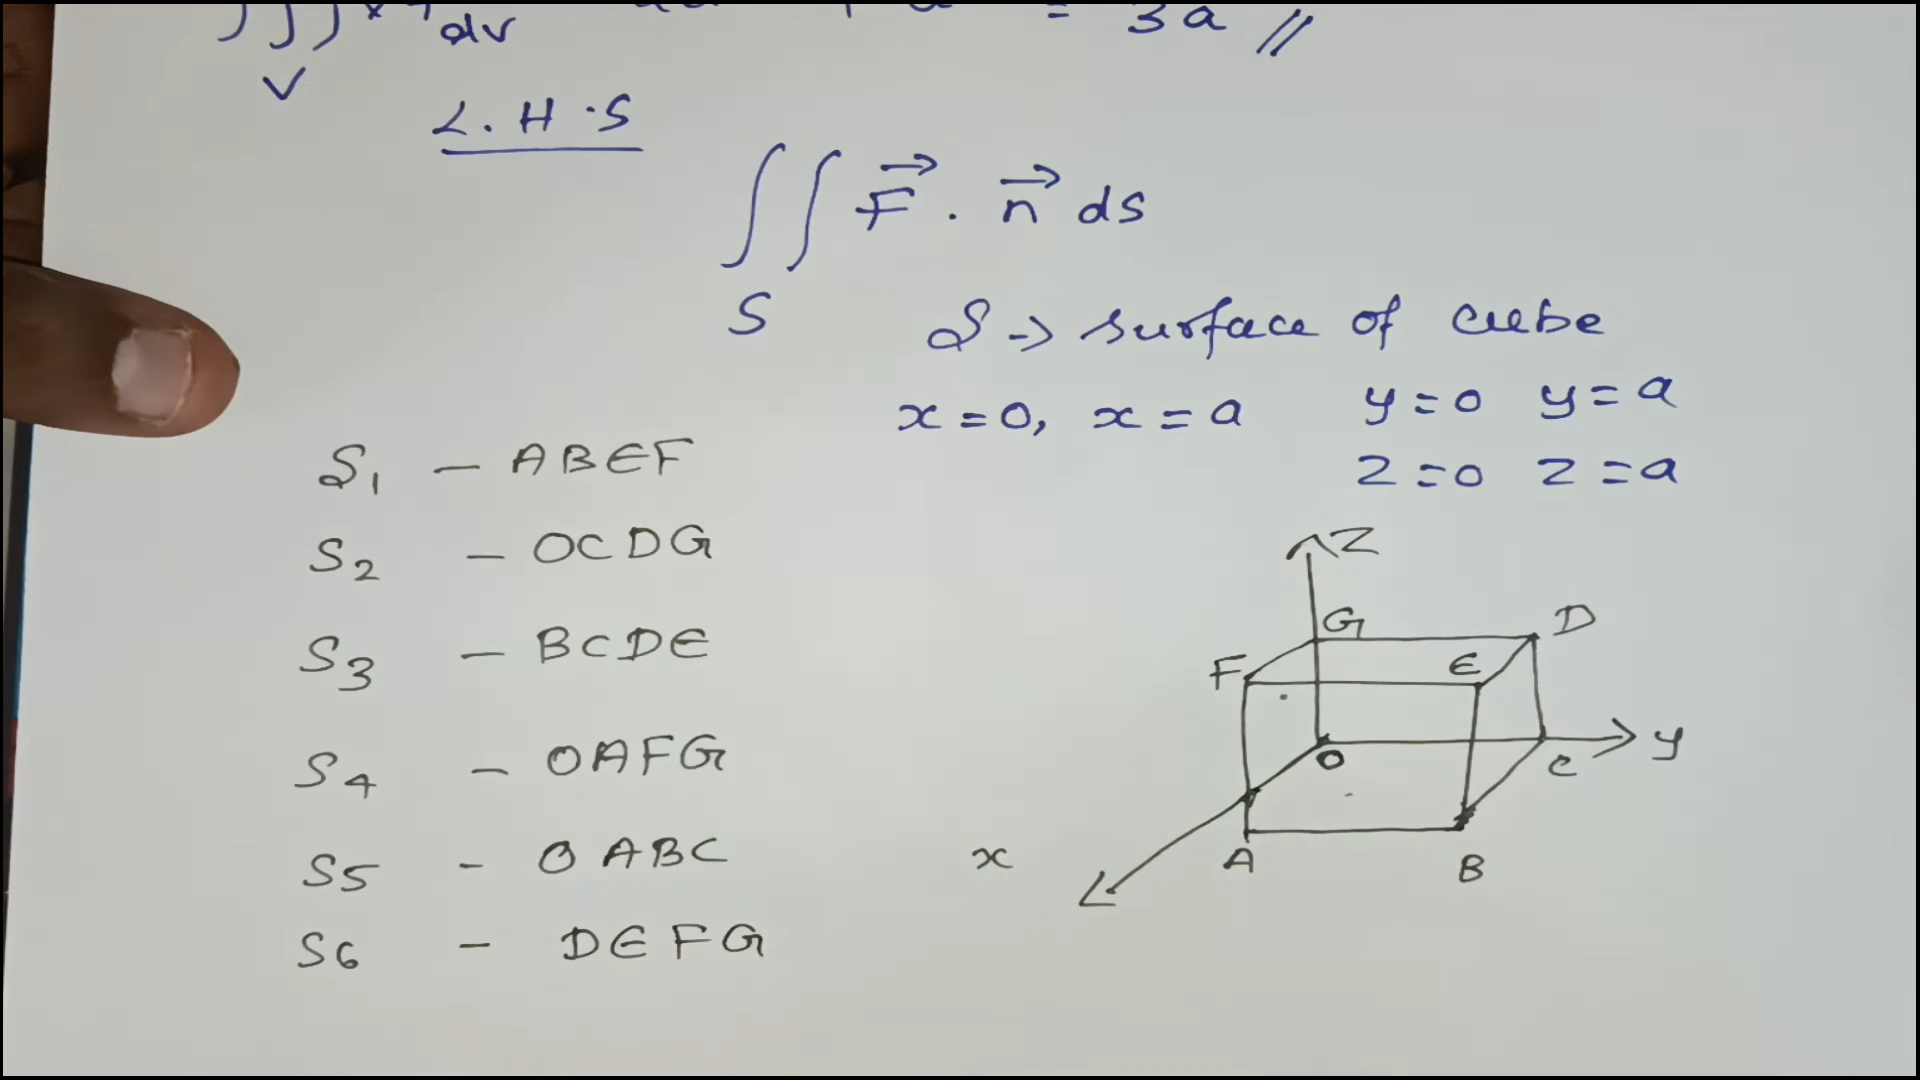 ∭ dv = 3a //
V
L.H.S
∬ F⃗ . n⃗ ds
S
S → surface of cube
x = 0, x = a y = 0 y = a
z = 0 z = a
S1 - ABEF
S2 - OCDG
S3 - BCDE
S4 - OAFG
S5 - OABC
S6 - DEFG
Z
G D
F E
O C y
x A B